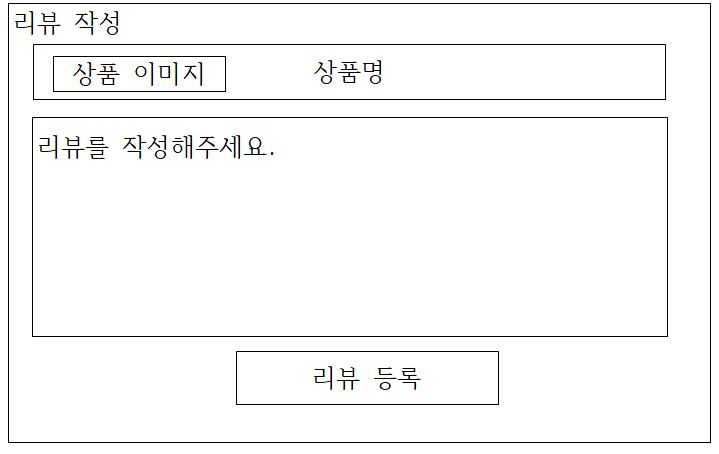 리뷰 작성
상품 이미지 상품명
리뷰를 작성해주세요.
리뷰 등록